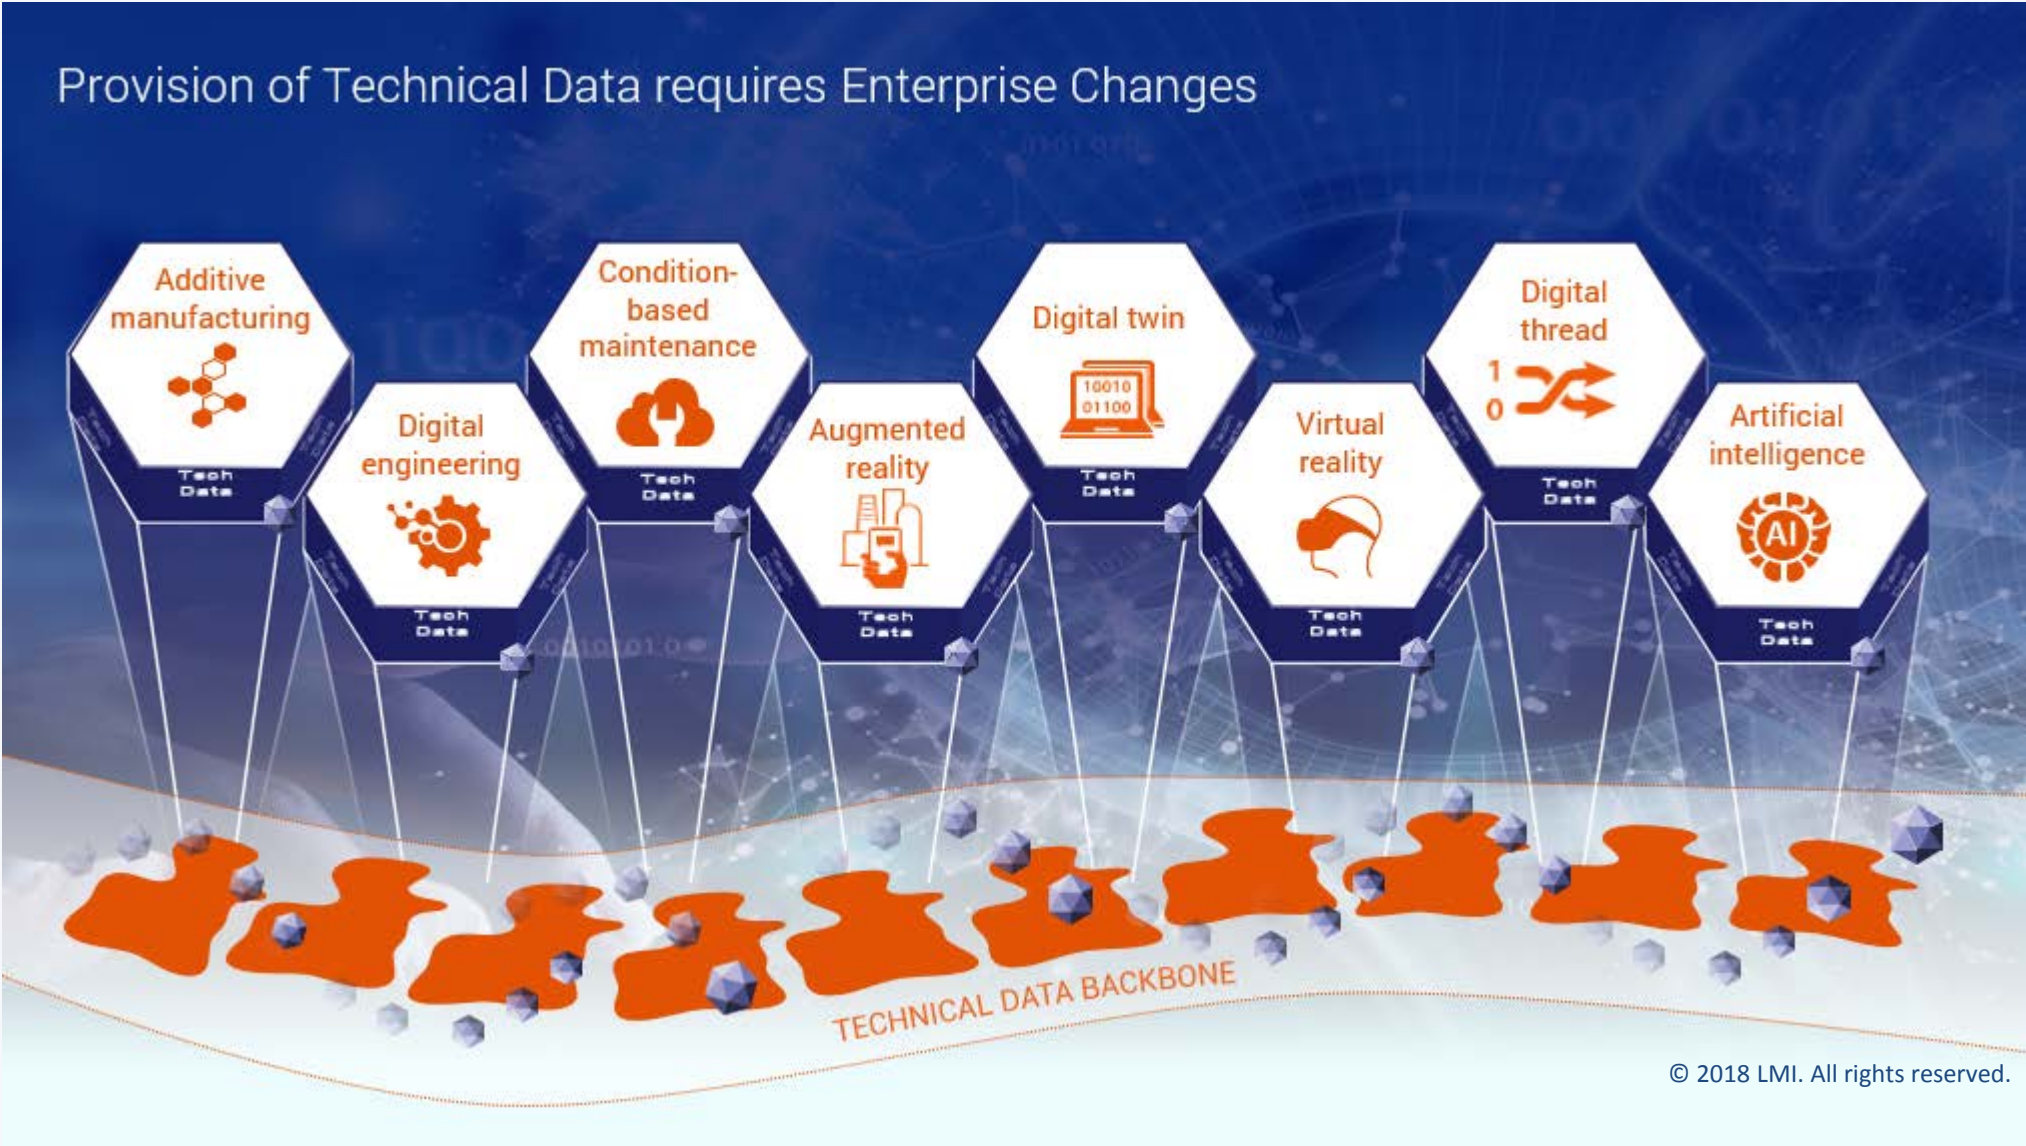 Provision of Technical Data requires Enterprise Changes
Additive
manufacturing
Tech
Data
Digital
engineering
Tech
Data
Condition-
based
maintenance
Tech
Data
Augmented
reality
Tech
Data
Digital twin
10010
01100
Tech
Data
Virtual
reality
Tech
Data
Digital
thread
1
0
Tech
Data
Artificial
intelligence
AI
Tech
Data
TECHNICAL DATA BACKBONE
© 2018 LMI. All rights reserved.